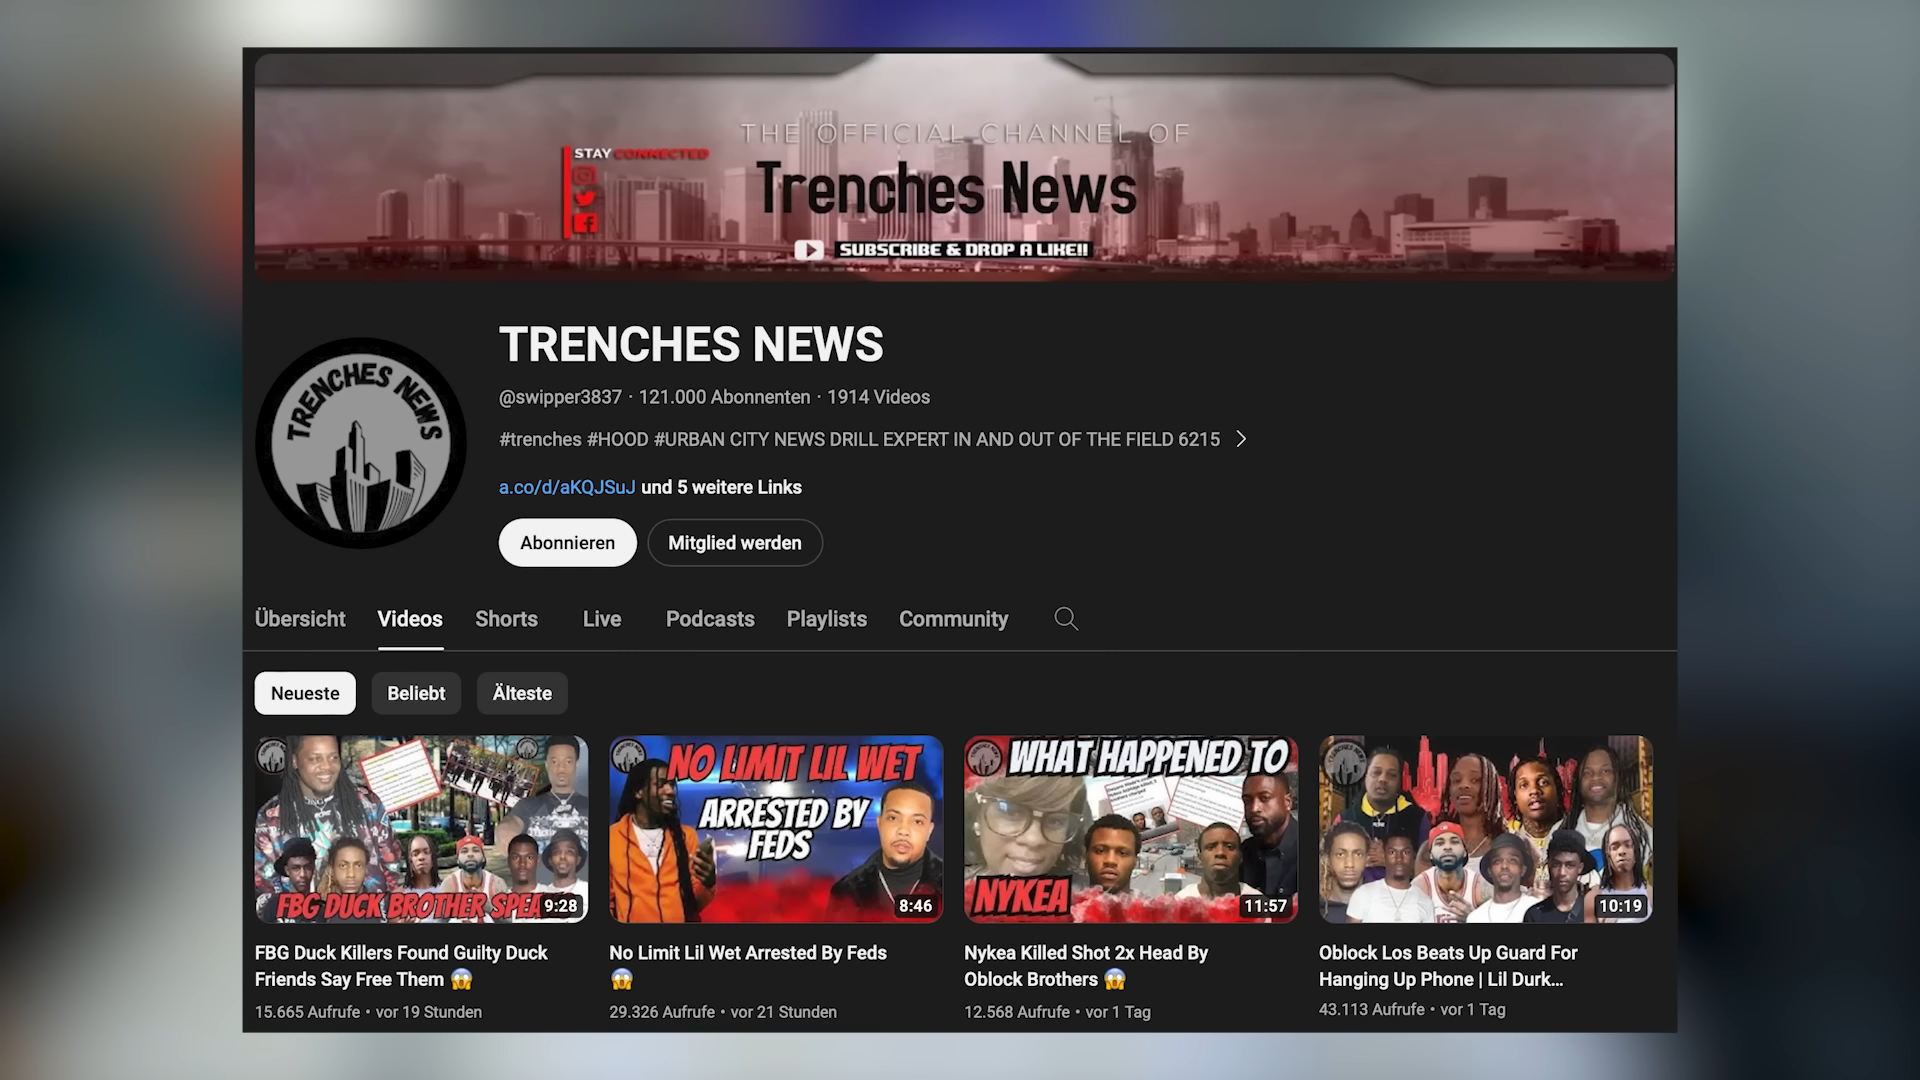 THE OFFICIAL CHANNEL OF
STAY CONNECTED
Trenches News
SUBSCRIBE & DROP A LIKE!!
TRENCHES NEWS
TRENCHES NEWS
@swipper3837 · 121.000 Abonnenten · 1914 Videos
#trenches #HOOD #URBAN CITY NEWS DRILL EXPERT IN AND OUT OF THE FIELD 6215
a.co/d/aKQJSuJ und 5 weitere Links
Abonnieren Mitglied werden
Übersicht Videos Shorts Live Podcasts Playlists Community
Neueste Beliebt Älteste
FBG DUCK BROTHER SPEA
9:28
NO LIMIT LIL WET
ARRESTED BY
FEDS
8:46
WHAT HAPPENED TO
NYKEA
11:57
10:19
FBG Duck Killers Found Guilty Duck
Friends Say Free Them 😱
15.665 Aufrufe • vor 19 Stunden
No Limit Lil Wet Arrested By Feds
😱
29.326 Aufrufe • vor 21 Stunden
Nykea Killed Shot 2x Head By
Oblock Brothers 😱
12.568 Aufrufe • vor 1 Tag
Oblock Los Beats Up Guard For
Hanging Up Phone | Lil Durk...
43.113 Aufrufe • vor 1 Tag